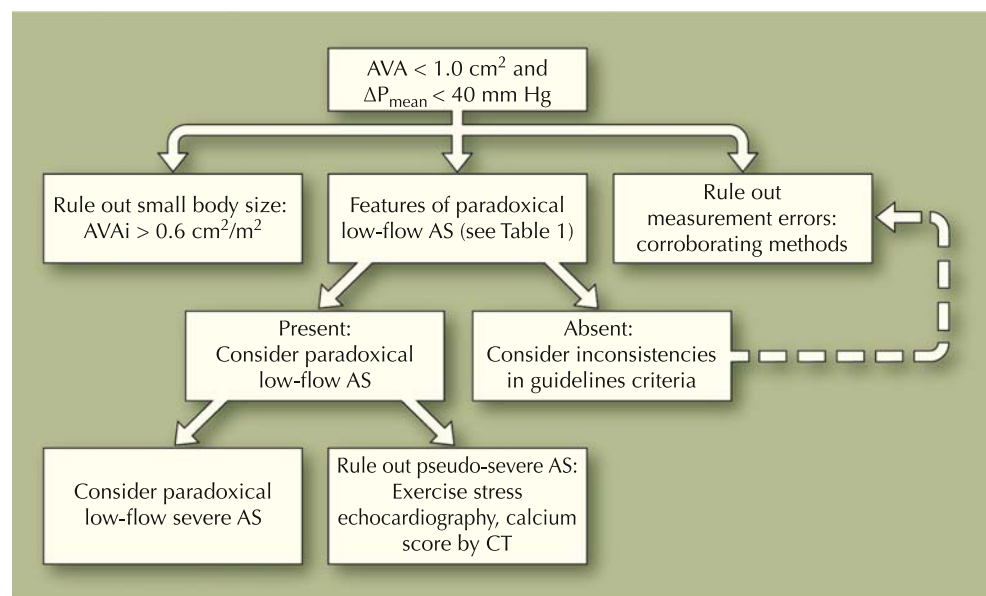 AVA < 1.0 cm² and
ΔPmean < 40 mm Hg
Rule out small body size:
AVAi > 0.6 cm²/m²
Features of paradoxical
low-flow AS (see Table 1)
Rule out
measurement errors:
corroborating methods
Present:
Consider paradoxical
low-flow AS
Absent:
Consider inconsistencies
in guidelines criteria
Consider paradoxical
low-flow severe AS
Rule out pseudo-severe AS:
Exercise stress
echocardiography, calcium
score by CT